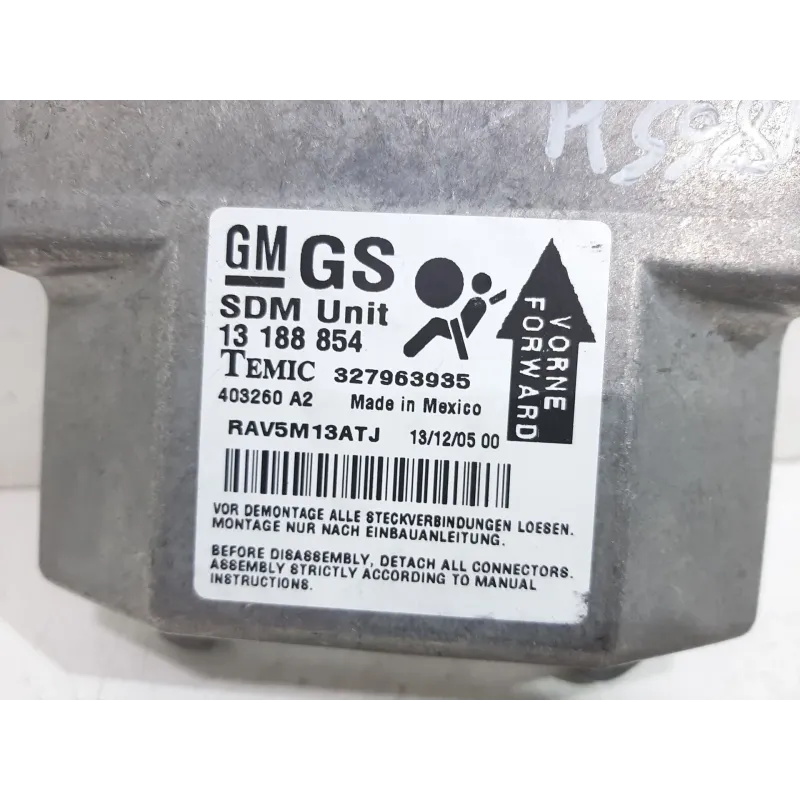 GM GS
SDM Unit
13 188 854
TEMIC 327963935
403260 A2 Made in Mexico
RAV5M13ATJ 13/12/05 00
VORNE
FORWARD
VOR DEMONTAGE ALLE STECKVERBINDUNGEN LOESEN.
MONTAGE NUR NACH EINBAUANLEITUNG.
BEFORE DISASSEMBLY, DETACH ALL CONNECTORS.
ASSEMBLY STRICTLY ACCORDING TO MANUAL
INSTRUCTIONS.